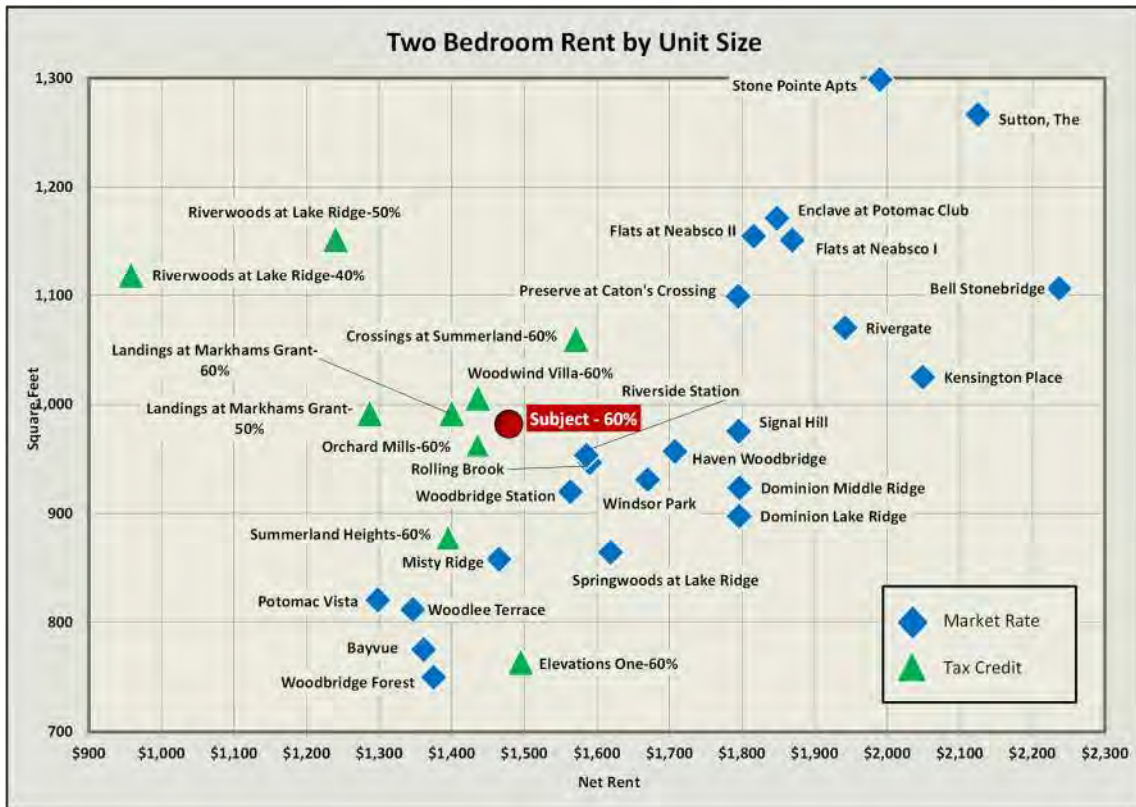 Two Bedroom Rent by Unit Size
1,300
Stone Pointe Apts
Sutton, The
1,200
Riverwoods at Lake Ridge-50%
Enclave at Potomac Club
Flats at Neabsco II
Flats at Neabsco I
Riverwoods at Lake Ridge-40%
1,100
Preserve at Caton's Crossing
Bell Stonebridge
Rivergate
Crossings at Summerland-60%
Landings at Markhams Grant-
60%
Woodwind Villa-60%
Kensington Place
Riverside Station
Square Feet
1,000
Landings at Markhams Grant-
50%
Subject - 60%
Signal Hill
Orchard Mills-60%
Rolling Brook
Haven Woodbridge
Woodbridge Station
Windsor Park
Dominion Middle Ridge
900
Dominion Lake Ridge
Summerland Heights-60%
Misty Ridge
Springwoods at Lake Ridge
Potomac Vista
Woodlee Terrace
800
Market Rate
Bayvue
Elevations One-60%
Tax Credit
Woodbridge Forest
700
$900 $1,000 $1,100 $1,200 $1,300 $1,400 $1,500 $1,600 $1,700 $1,800 $1,900 $2,000 $2,100 $2,200 $2,300
Net Rent